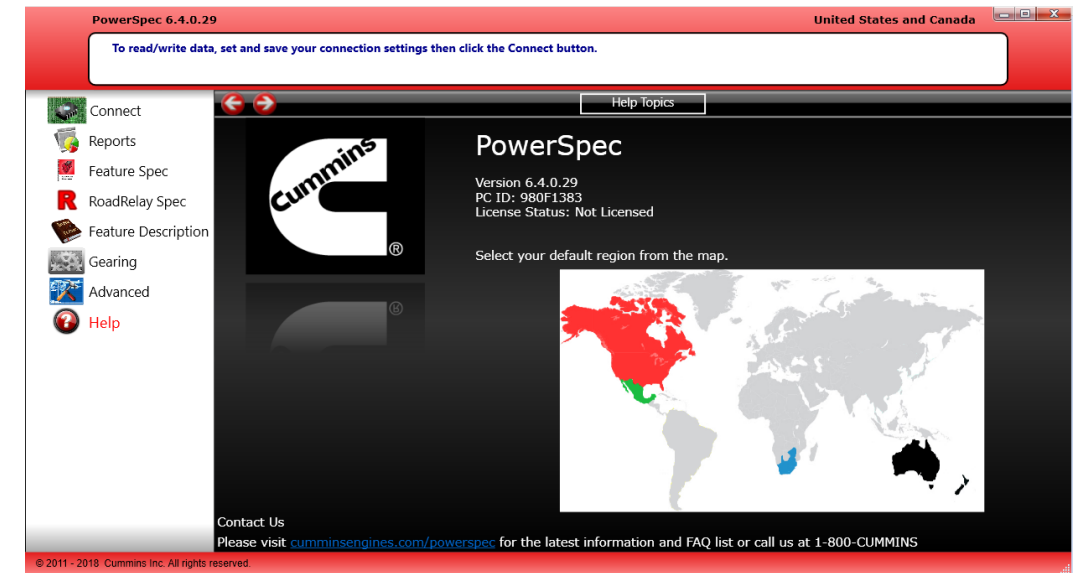 PowerSpec 6.4.0.29
United States and Canada
To read/write data, set and save your connection settings then click the Connect button.
Connect
Reports
Feature Spec
RoadRelay Spec
Feature Description
Gearing
Advanced
Help
Help Topics
Cummins
®
®
PowerSpec
Version 6.4.0.29
PC ID: 980F1383
License Status: Not Licensed
Select your default region from the map.
Contact Us
Please visit cumminsengines.com/powerspec for the latest information and FAQ list or call us at 1-800-CUMMINS
© 2011 - 2018 Cummins Inc. All rights reserved.